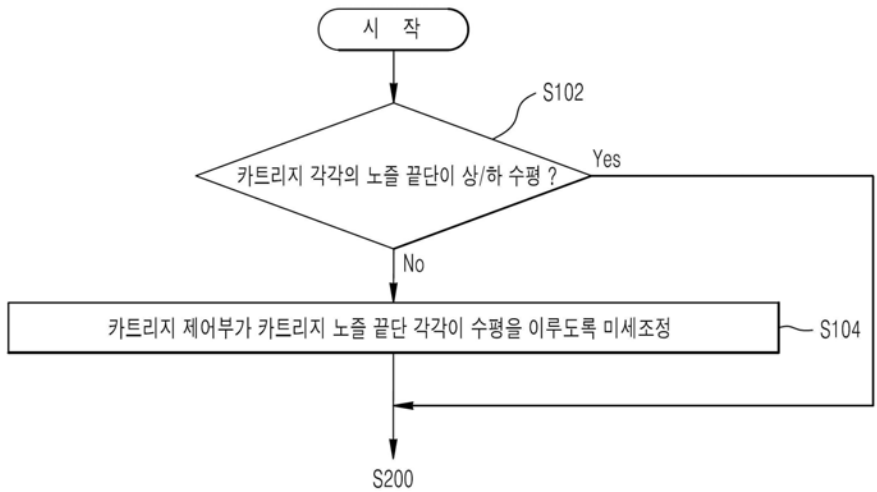 시 작
S102
카트리지 각각의 노즐 끝단이 상/하 수평 ?
Yes
No
카트리지 제어부가 카트리지 노즐 끝단 각각이 수평을 이루도록 미세조정
S104
S200